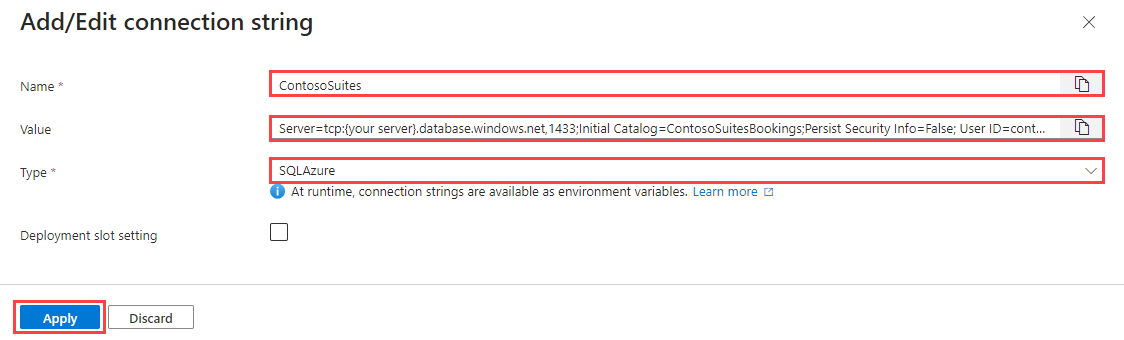 Add/Edit connection string
Name *
ContosoSuites
Value
Server=tcp:{your server}.database.windows.net,1433;Initial Catalog=ContosoSuitesBookings;Persist Security Info=False; User ID=cont...
Type *
SQLAzure
At runtime, connection strings are available as environment variables. Learn more
Deployment slot setting
Apply Discard